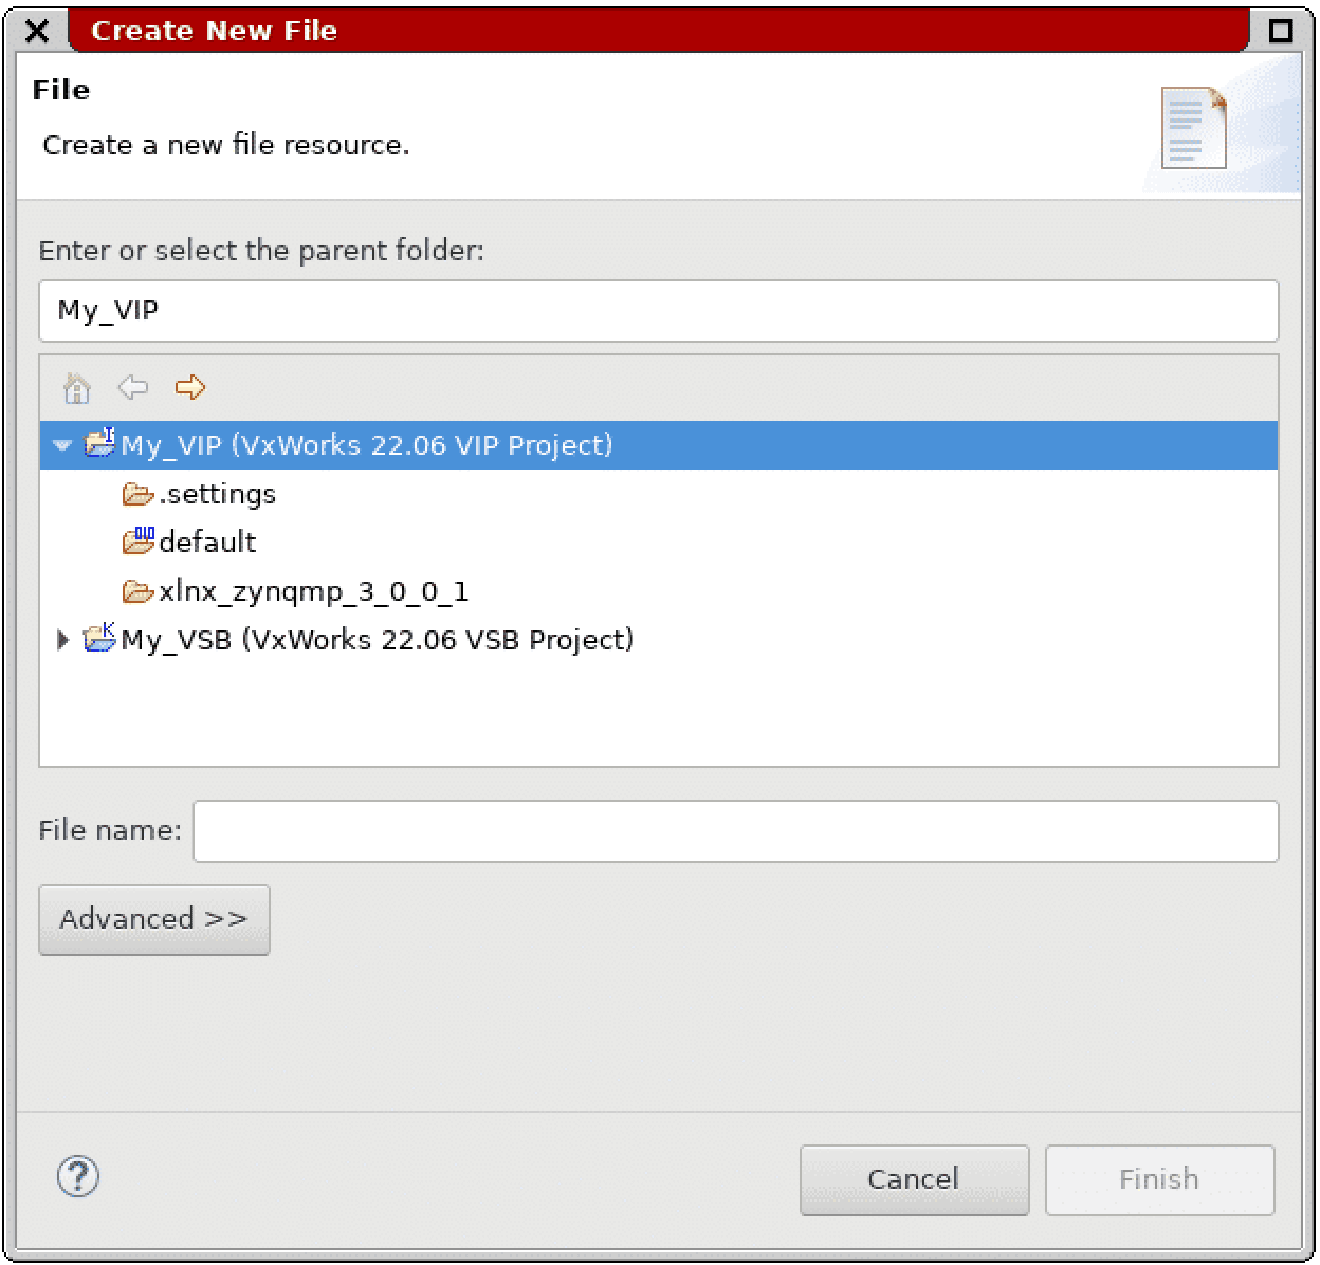 Create New File
File
Create a new file resource.
Enter or select the parent folder:
My_VIP
My_VIP (VxWorks 22.06 VIP Project)
.settings
default
xlnx_zynqmp_3_0_0_1
My_VSB (VxWorks 22.06 VSB Project)
File name:
Advanced >>
?
Cancel
Finish